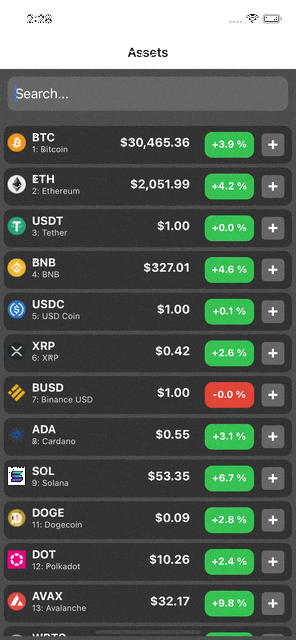 2:28
Assets
Search...
BTC $30,465.36 +3.9 % +
1: Bitcoin
ETH $2,051.99 +4.2 % +
2: Ethereum
USDT $1.00 +0.0 % +
3: Tether
BNB $327.01 +4.6 % +
4: BNB
USDC $1.00 +0.1 % +
5: USD Coin
XRP $0.42 +2.6 % +
6: XRP
BUSD $1.00 -0.0 % +
7: Binance USD
ADA $0.55 +3.1 % +
8: Cardano
SOL $53.35 +6.7 % +
9: Solana
DOGE $0.09 +2.8 % +
11: Dogecoin
DOT $10.26 +2.4 % +
12: Polkadot
AVAX $32.17 +9.8 % +
13: Avalanche